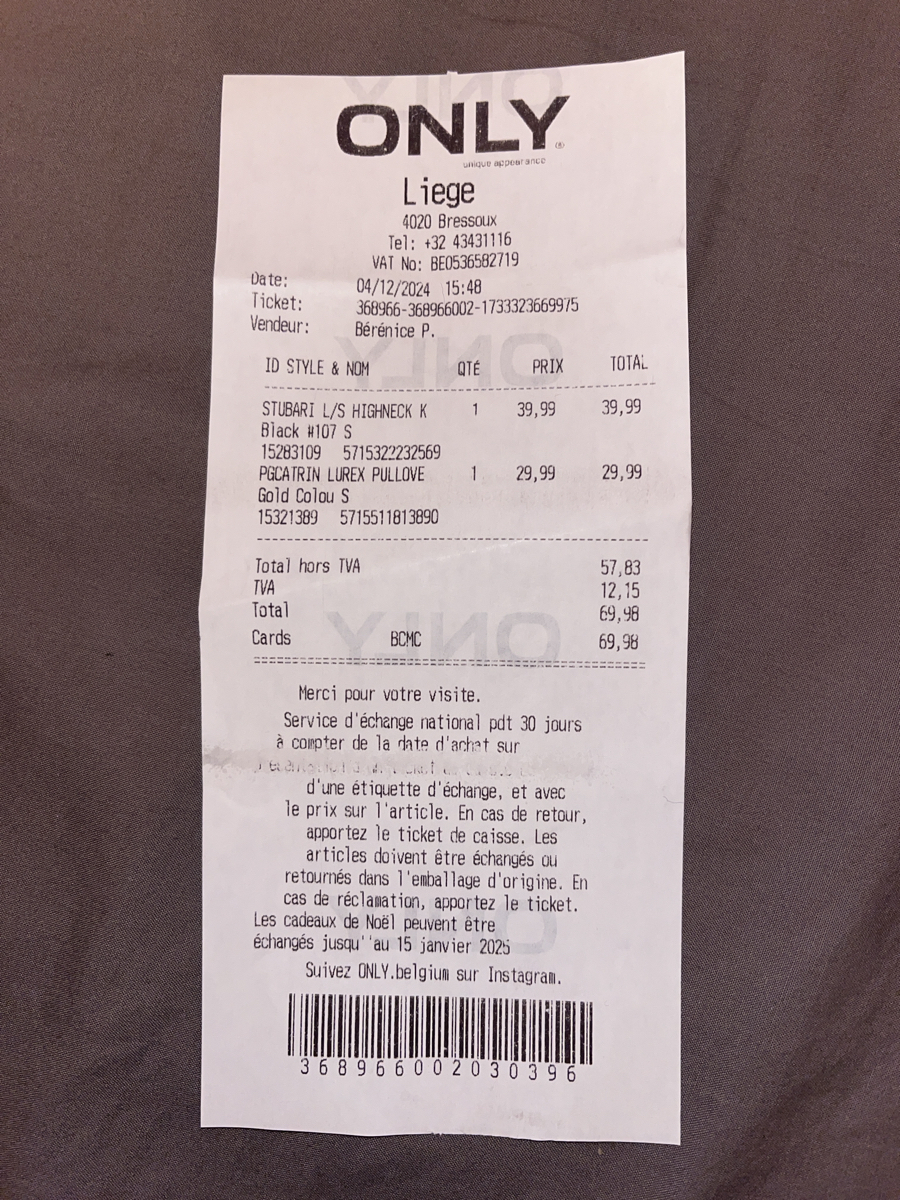 ONLY
unique appearance
Liege
4020 Bressoux
Tel: +32 43431116
VAT No: BE0536582719
Date: 04/12/2024 15:48
Ticket: 368966-368966002-1733323669975
Vendeur: Bérénice P.
ID STYLE & NOM QTÉ PRIX TOTAL
STUBARI L/S HIGHNECK K 1 39,99 39,99
Black #107 S
15283109 5715322232569
PGCATRIN LUREX PULLOVE 1 29,99 29,99
Gold Colou S
15321389 5715511813890
Total hors TVA 57,83
TVA 12,15
Total 69,98
Cards BCMC 69,98
Merci pour votre visite.
Service d'échange national pdt 30 jours
à compter de la date d'achat sur
d'une étiquette d'échange, et avec
le prix sur l'article. En cas de retour,
apportez le ticket de caisse. Les
articles doivent être échangés ou
retournés dans l'emballage d'origine. En
cas de réclamation, apportez le ticket.
Les cadeaux de Noël peuvent être
échangés jusqu''au 15 janvier 2025
Suivez ONLY.belgium sur Instagram.
368966002030396